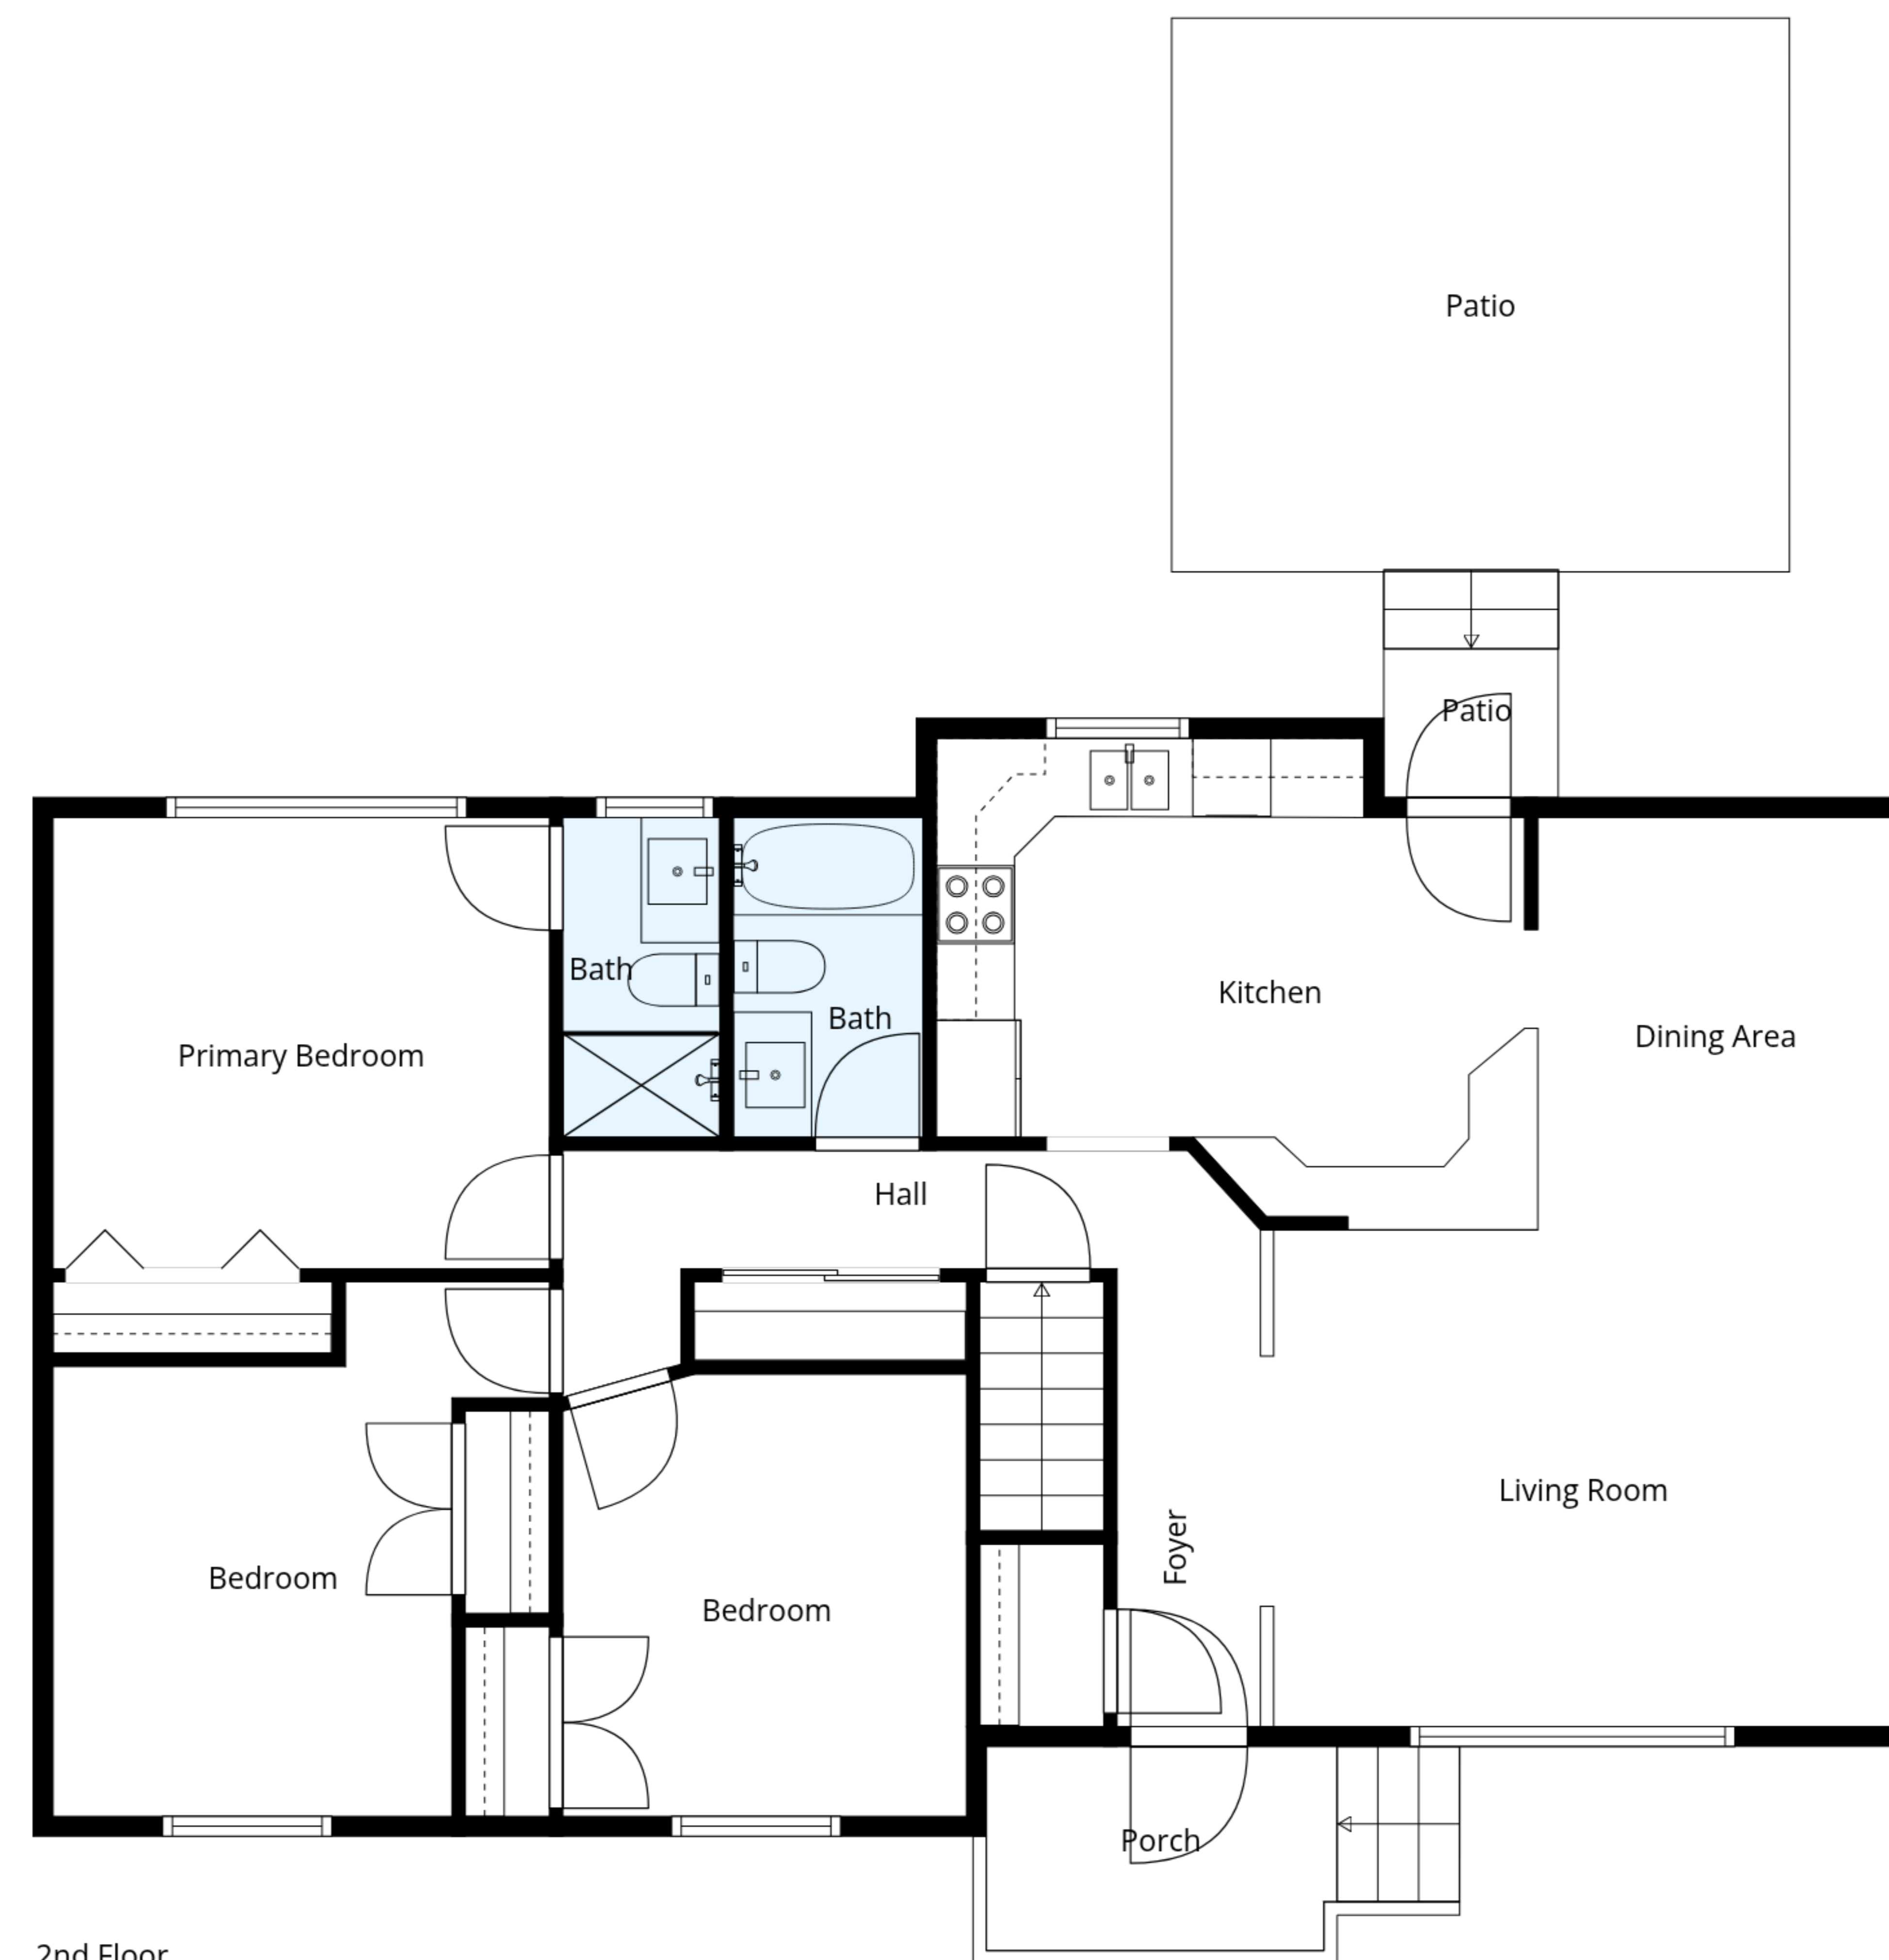 Patio
Patio
Bath
Kitchen
Bath
Dining Area
Primary Bedroom
Hall
Living Room
Foyer
Bedroom
Bedroom
Porch
2nd Floor